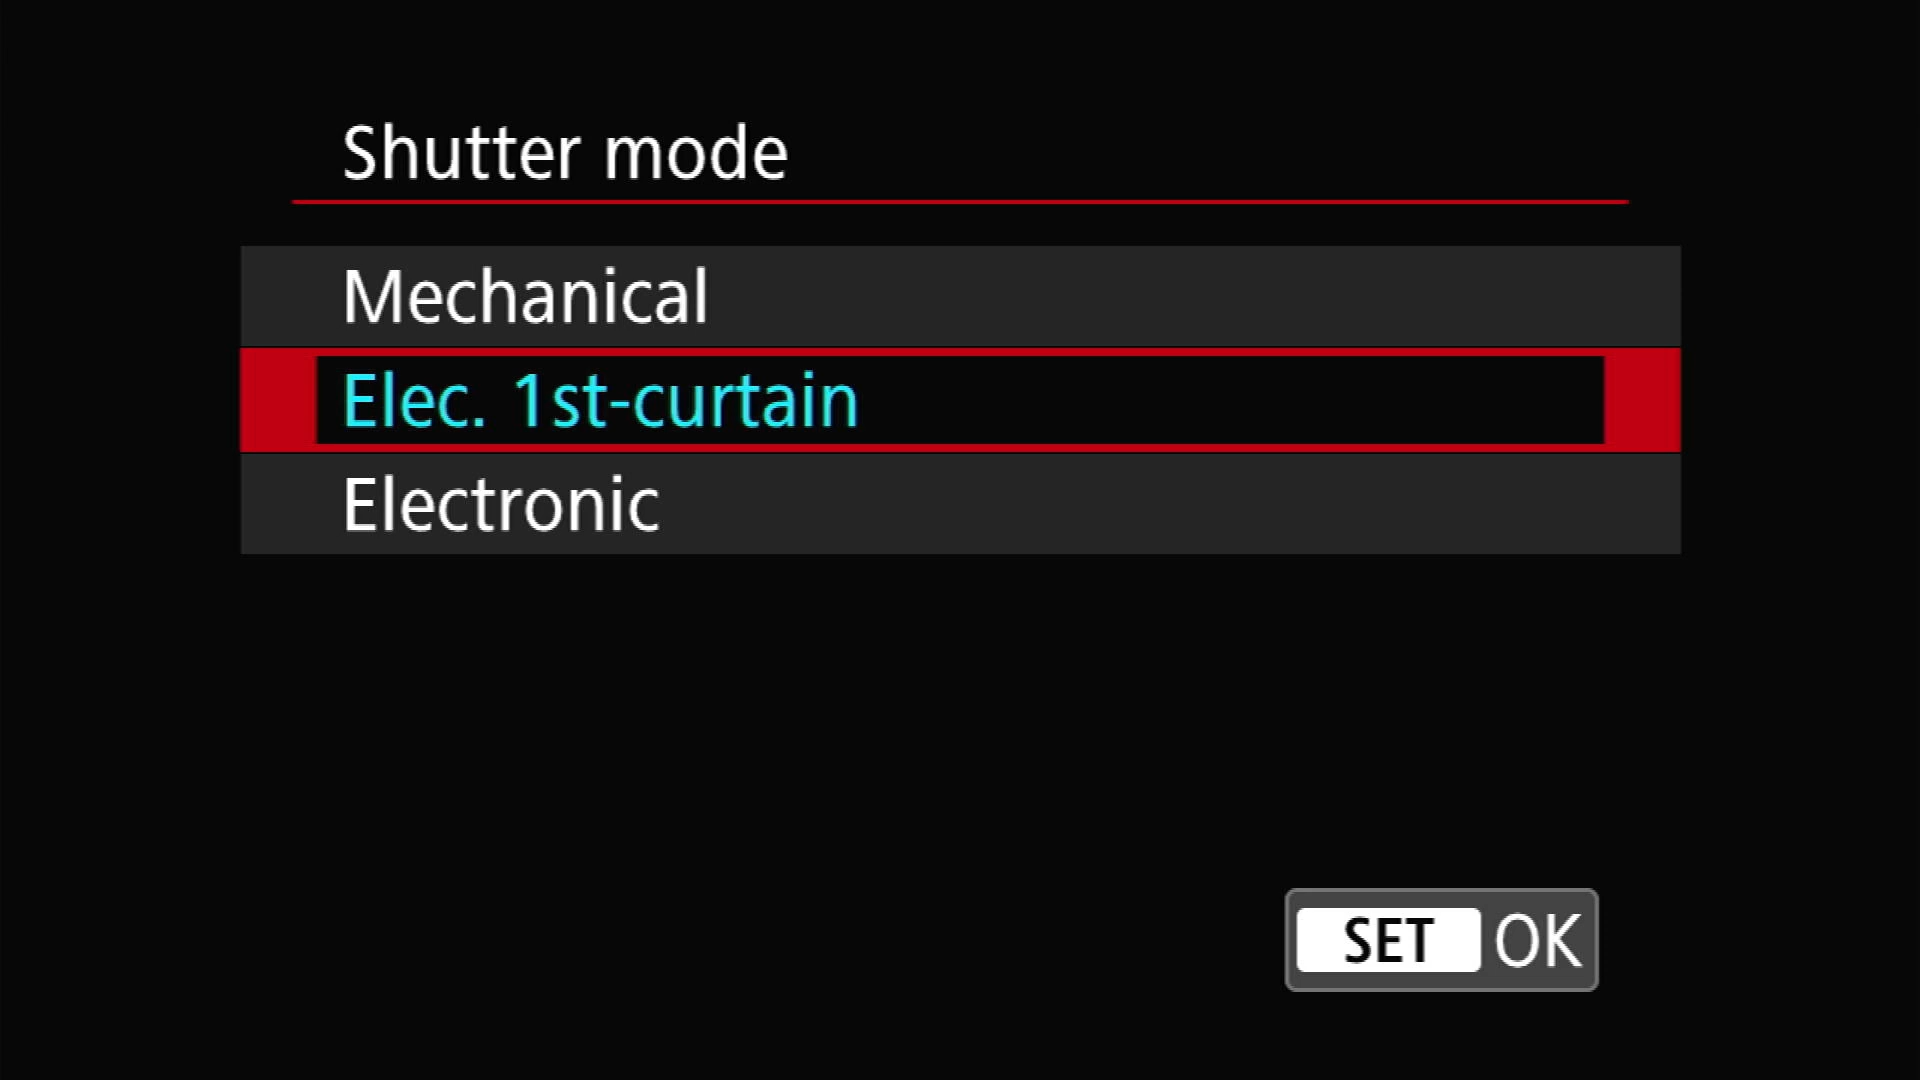 Shutter mode
Mechanical
Elec. 1st-curtain
Electronic
SET OK